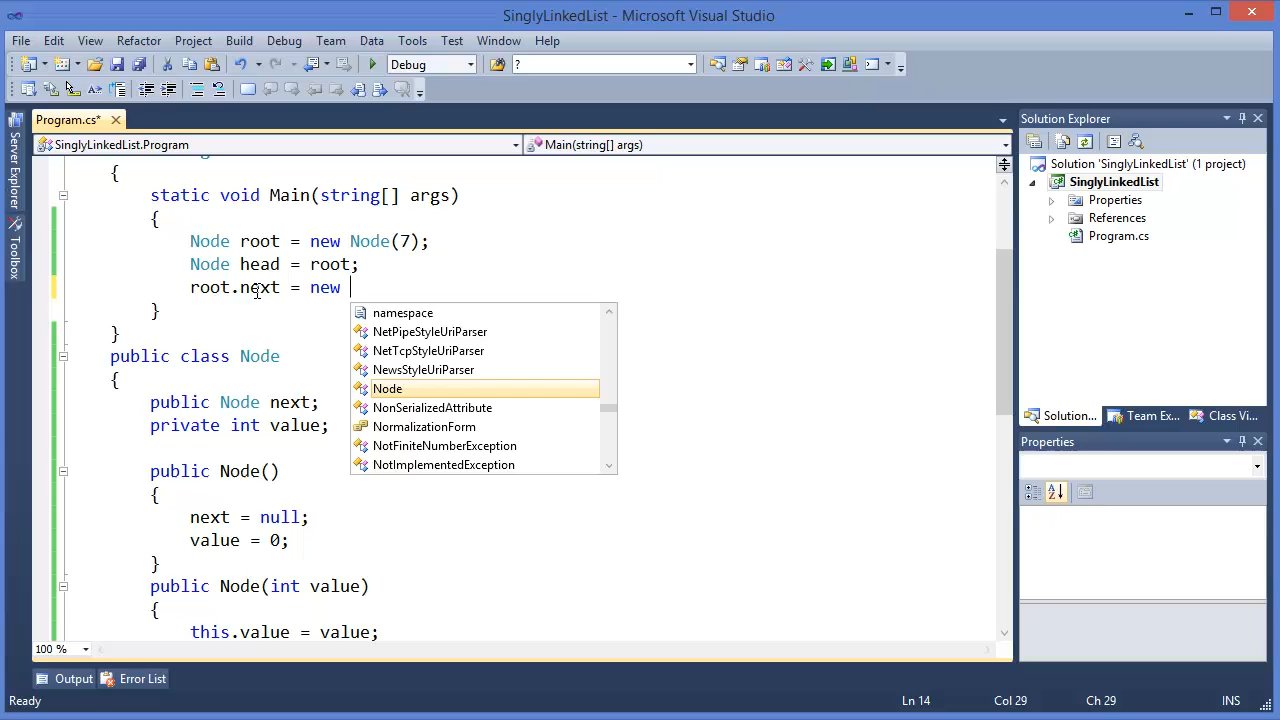 SinglyLinkedList - Microsoft Visual Studio
File Edit View Refactor Project Build Debug Team Data Tools Test Window Help
Debug ?
Server Explorer
Toolbox
Program.cs*
SinglyLinkedList.Program Main(string[] args)
{
static void Main(string[] args)
{
Node root = new Node(7);
Node head = root;
root.next = new
}
}
public class Node
{
public Node next;
private int value;
public Node()
{
next = null;
value = 0;
}
public Node(int value)
{
this.value = value;
namespace
NetPipeStyleUriParser
NetTcpStyleUriParser
NewsStyleUriParser
Node
NonSerializedAttribute
NormalizationForm
NotFiniteNumberException
NotImplementedException
100 %
Solution Explorer
Solution 'SinglyLinkedList' (1 project)
SinglyLinkedList
Properties
References
Program.cs
Solution... Team Ex... Class Vi...
Properties
Output Error List
Ready Ln 14 Col 29 Ch 29 INS